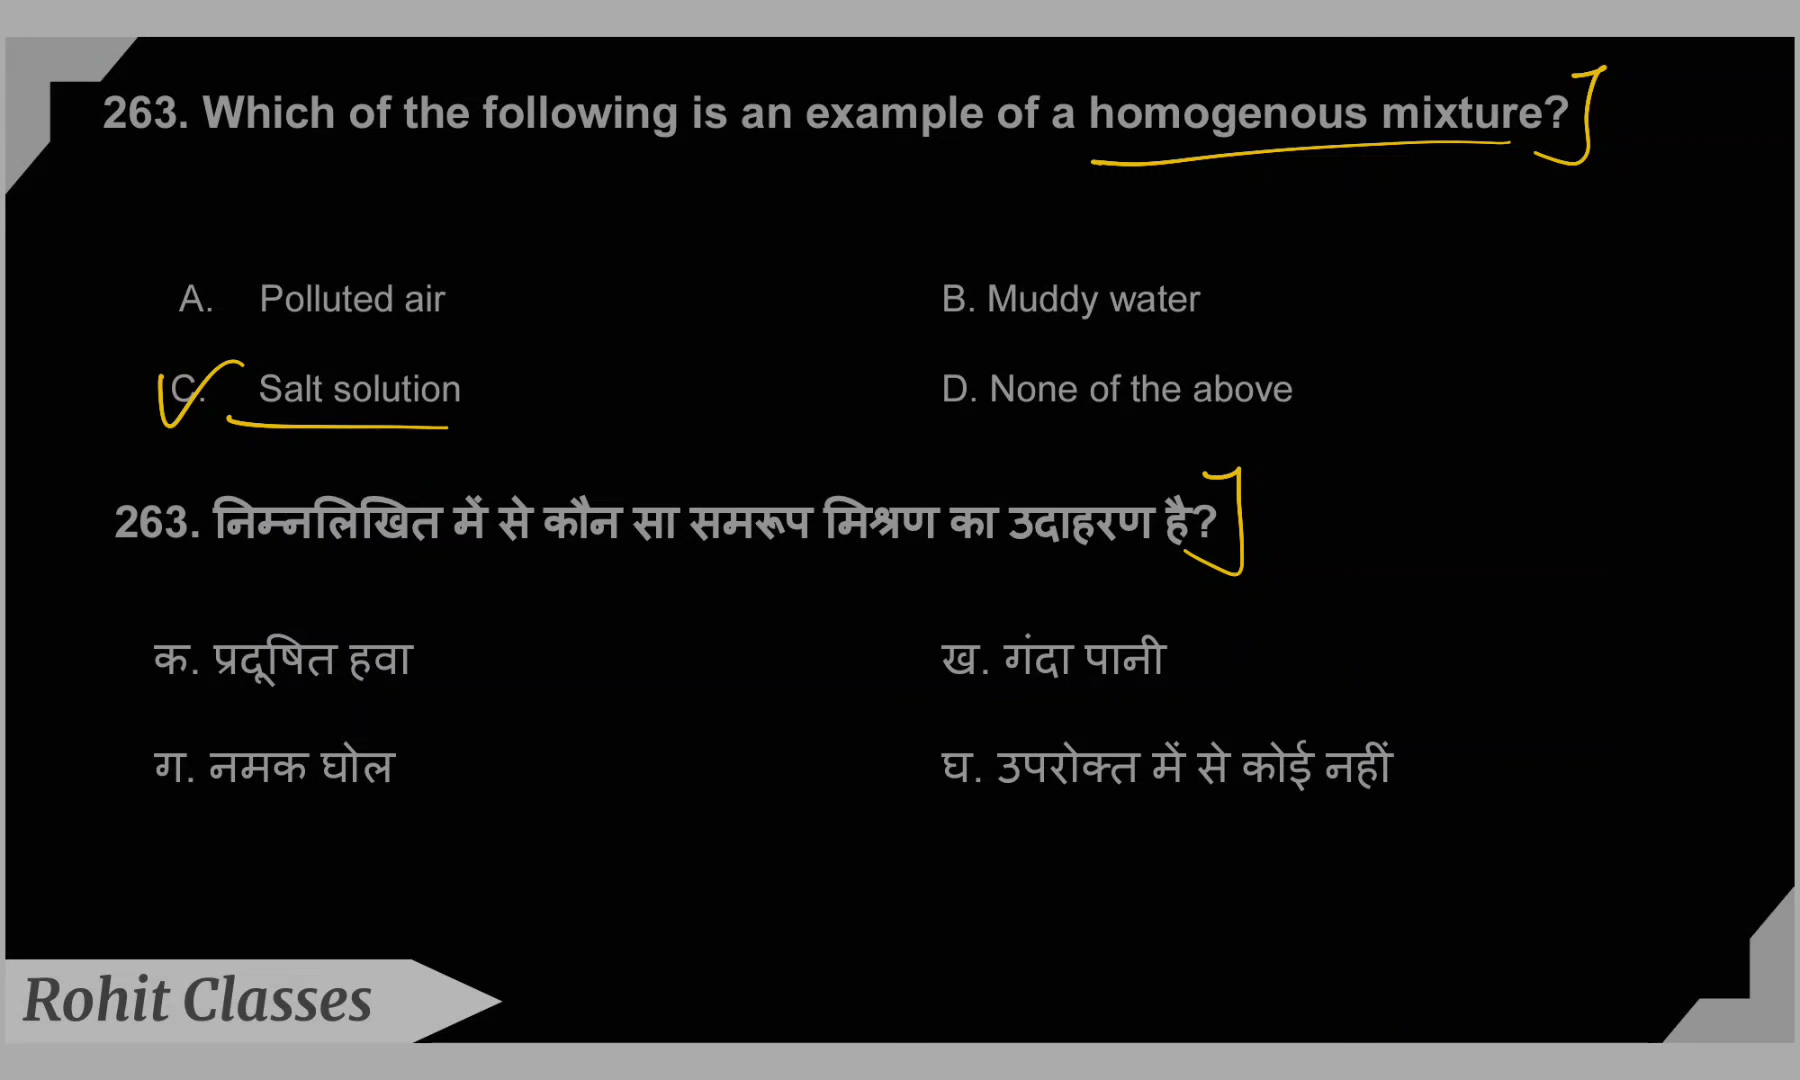 263. Which of the following is an example of a homogenous mixture?
A. Polluted air
B. Muddy water
C. Salt solution
D. None of the above
263. निम्नलिखित में से कौन सा समरूप मिश्रण का उदाहरण है?
क. प्रदूषित हवा
ख. गंदा पानी
ग. नमक घोल
घ. उपरोक्त में से कोई नहीं
Rohit Classes